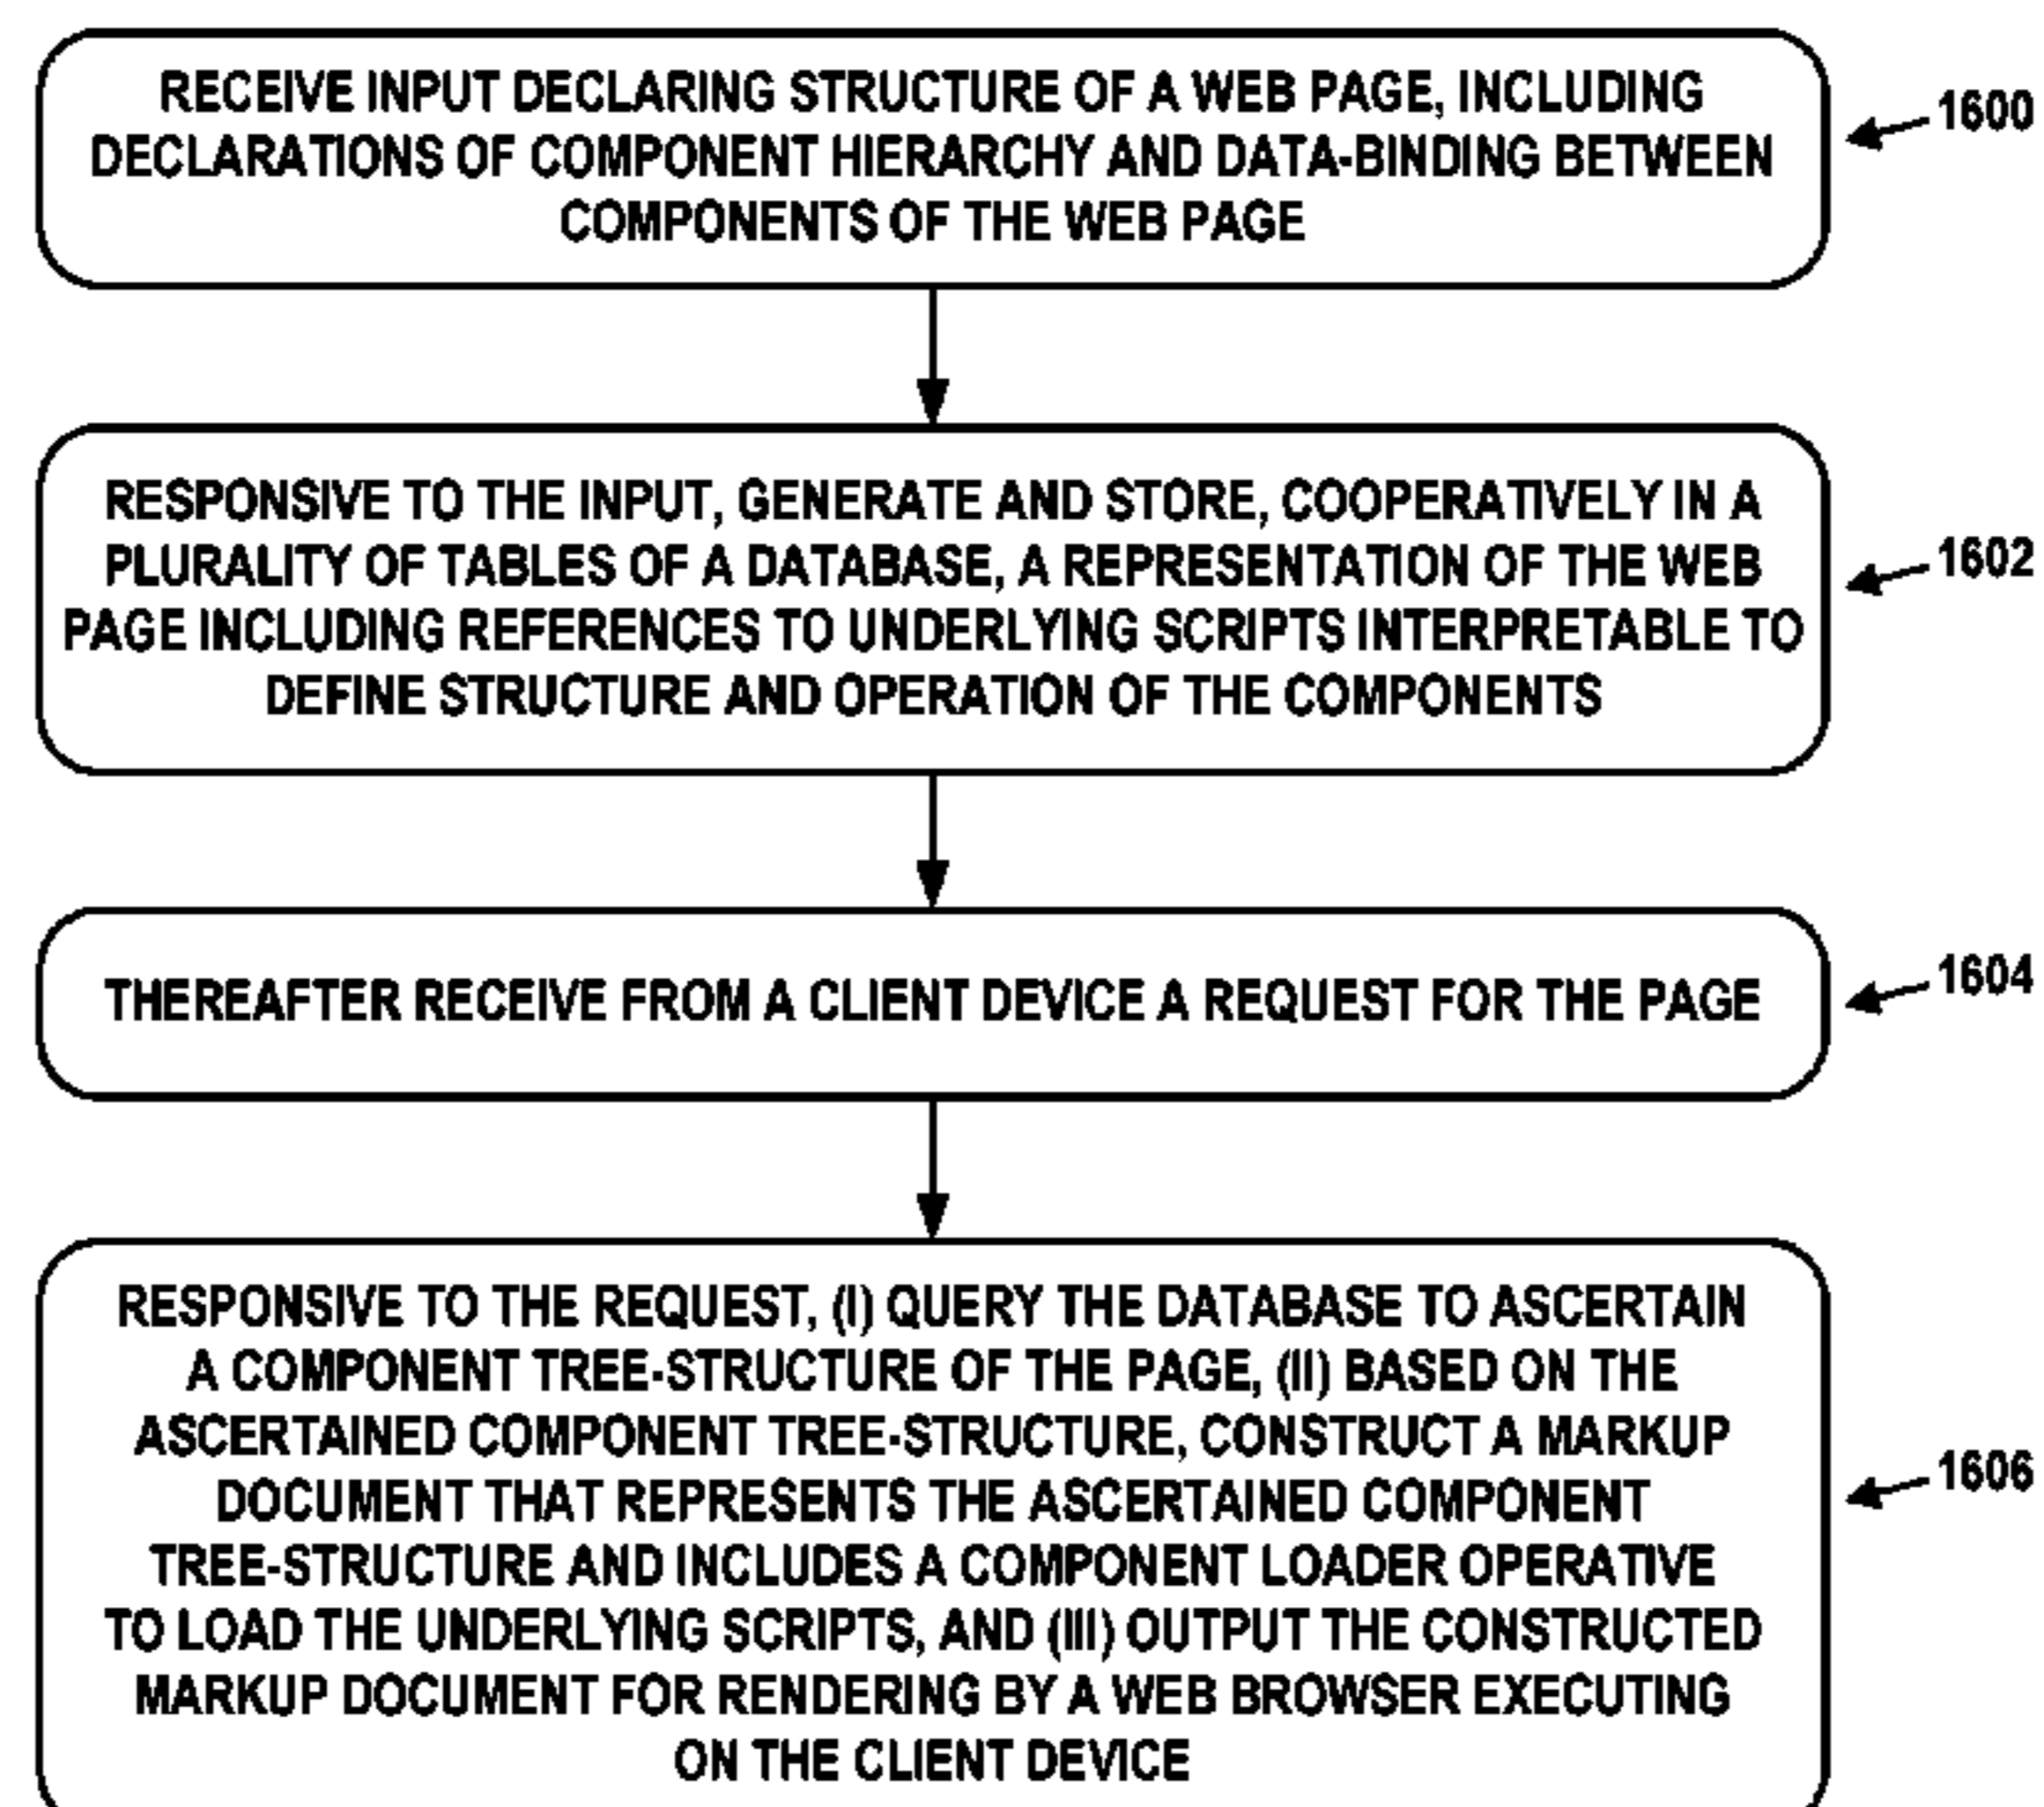 RECEIVE INPUT DECLARING STRUCTURE OF A WEB PAGE, INCLUDING
DECLARATIONS OF COMPONENT HIERARCHY AND DATA-BINDING BETWEEN
COMPONENTS OF THE WEB PAGE
1600
RESPONSIVE TO THE INPUT, GENERATE AND STORE, COOPERATIVELY IN A
PLURALITY OF TABLES OF A DATABASE, A REPRESENTATION OF THE WEB
PAGE INCLUDING REFERENCES TO UNDERLYING SCRIPTS INTERPRETABLE TO
DEFINE STRUCTURE AND OPERATION OF THE COMPONENTS
1602
THEREAFTER RECEIVE FROM A CLIENT DEVICE A REQUEST FOR THE PAGE
1604
RESPONSIVE TO THE REQUEST, (I) QUERY THE DATABASE TO ASCERTAIN
A COMPONENT TREE-STRUCTURE OF THE PAGE, (II) BASED ON THE
ASCERTAINED COMPONENT TREE-STRUCTURE, CONSTRUCT A MARKUP
DOCUMENT THAT REPRESENTS THE ASCERTAINED COMPONENT
TREE-STRUCTURE AND INCLUDES A COMPONENT LOADER OPERATIVE
TO LOAD THE UNDERLYING SCRIPTS, AND (III) OUTPUT THE CONSTRUCTED
MARKUP DOCUMENT FOR RENDERING BY A WEB BROWSER EXECUTING
ON THE CLIENT DEVICE
1606